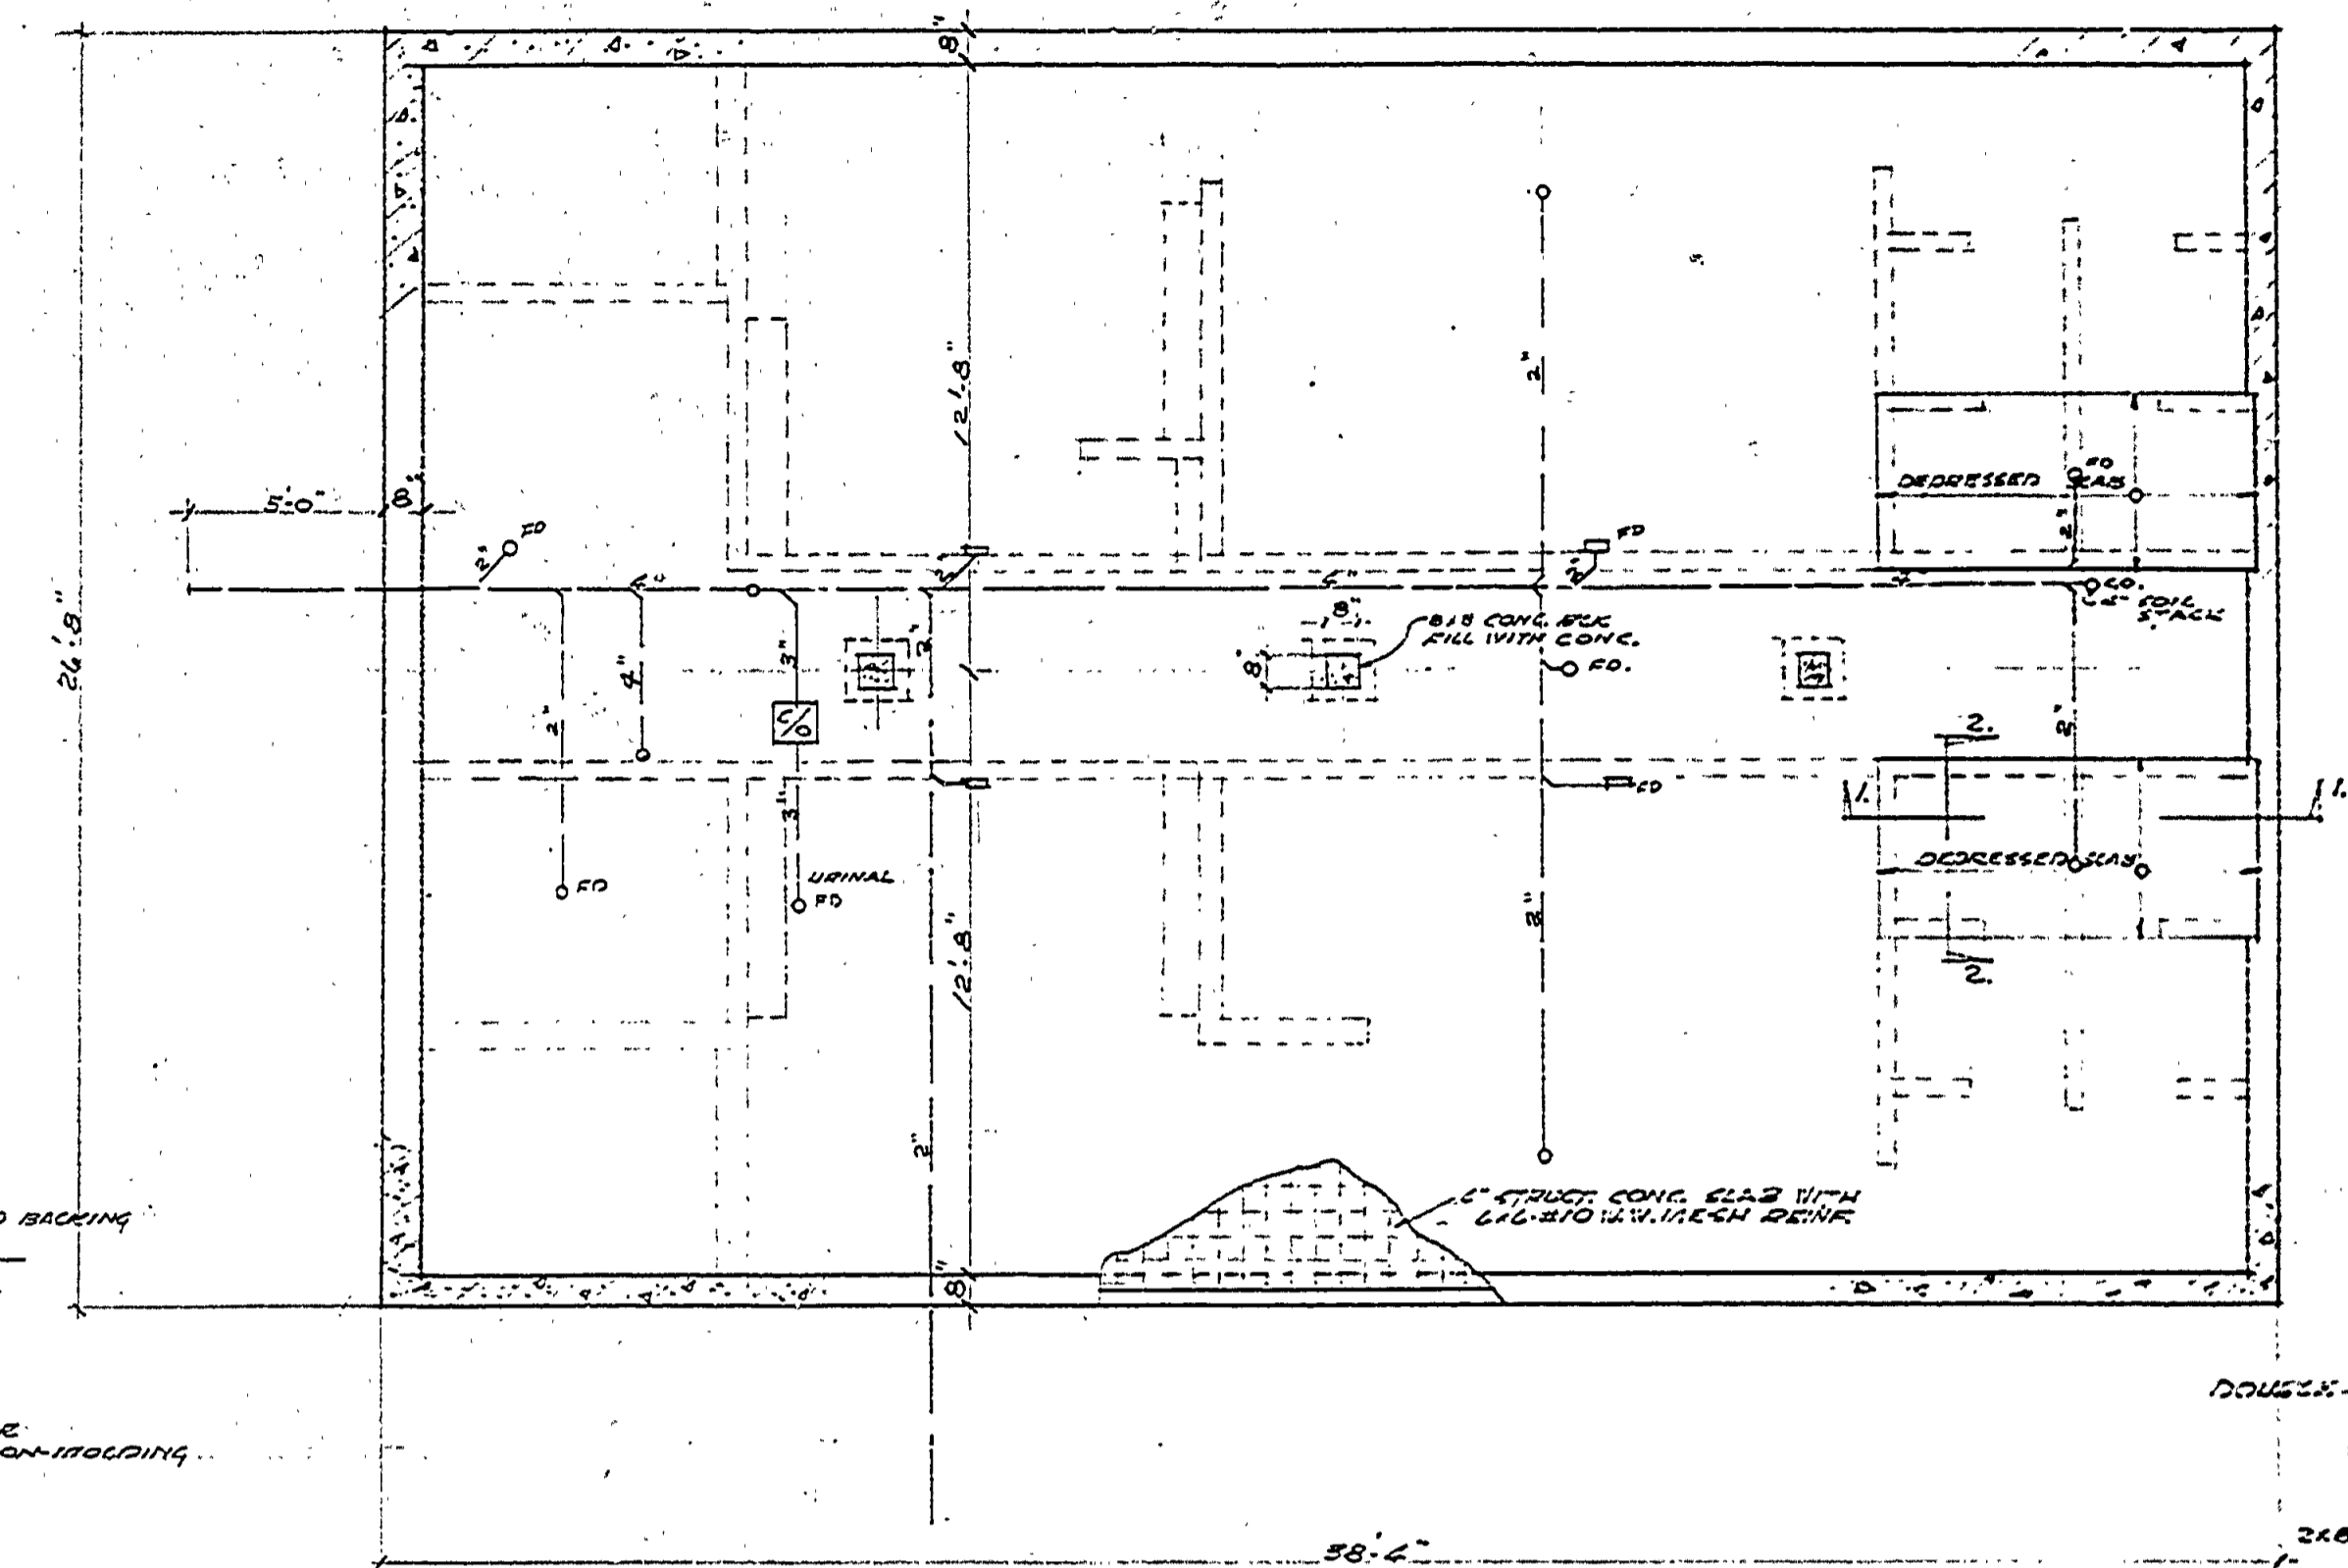 8"
26'-8"
12'-8"
2"
5'-0"
8"
FD
2"
4"
FD
2"
DEPRESSED SLAB
FD
2"
4"
C.O.
4" SOIL
STACK
8"
8"
8x8 CONC. BLK
FILL WITH CONC.
FD.
2"
4"
3"
C/O
2"
2"
2.
1.
1.
FD
3"
URINAL
FD
FD
DEPRESSED SLAB
2.
12'-8"
2"
2"
BACKING
6" STRUCT. CONC. SLAB WITH
6x6-#10 W.W. MESH REINF.
8"
DOUBLE
38'-4"